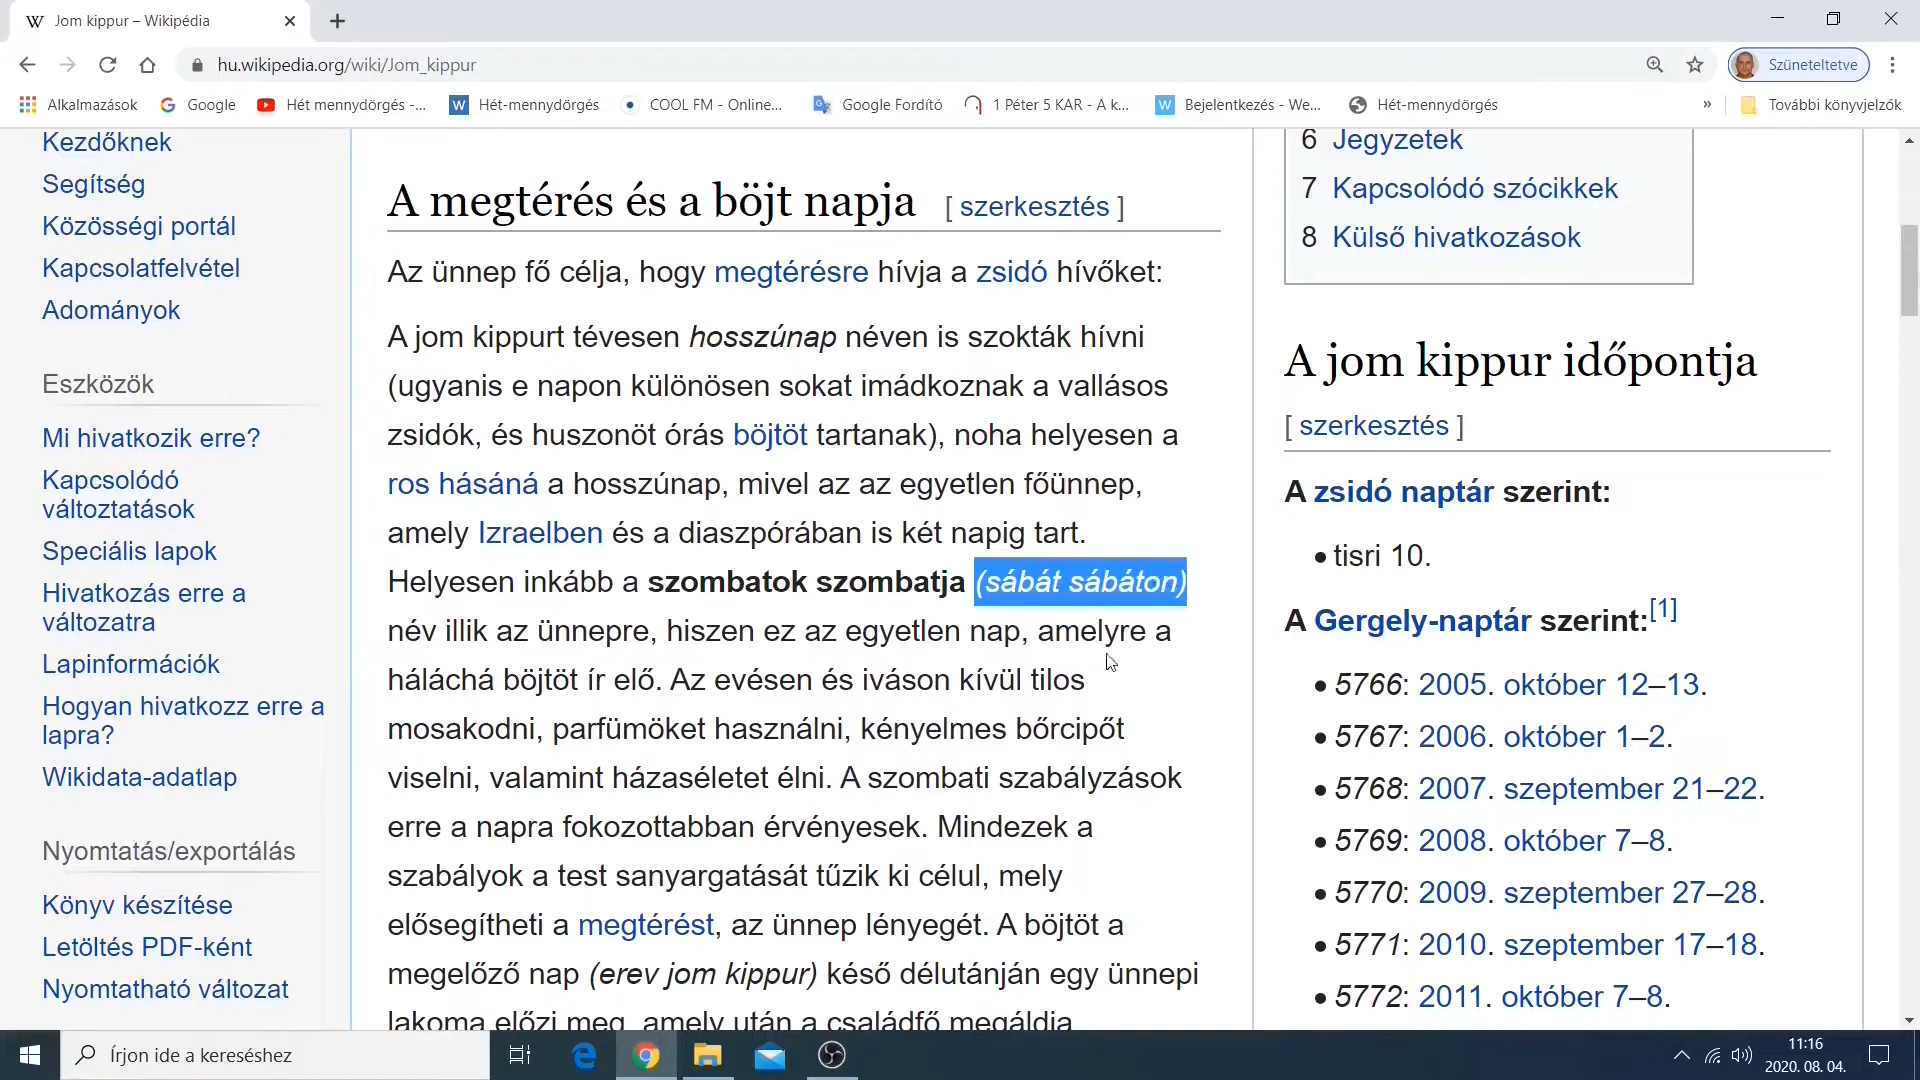 Jom kippur – Wikipédia
hu.wikipedia.org/wiki/Jom_kippur
Szüneteltetve
Alkalmazások
Google
Hét mennydörgés -...
Hét-mennydörgés
COOL FM - Online...
Google Fordító
1 Péter 5 KAR - A k...
Bejelentkezés - We...
Hét-mennydörgés
»
További könyvjelzők
Kezdőknek
Segítség
Közösségi portál
Kapcsolatfelvétel
Adományok
Eszközök
Mi hivatkozik erre?
Kapcsolódó
változtatások
Speciális lapok
Hivatkozás erre a
változatra
Lapinformációk
Hogyan hivatkozz erre a
lapra?
Wikidata-adatlap
Nyomtatás/exportálás
Könyv készítése
Letöltés PDF-ként
Nyomtatható változat
A megtérés és a böjt napja [ szerkesztés ]
Az ünnep fő célja, hogy megtérésre hívja a zsidó hívőket:
A jom kippurt tévesen hosszúnap néven is szokták hívni
(ugyanis e napon különösen sokat imádkoznak a vallásos
zsidók, és huszonöt órás böjtöt tartanak), noha helyesen a
ros hásáná a hosszúnap, mivel az az egyetlen főünnep,
amely Izraelben és a diaszpórában is két napig tart.
Helyesen inkább a szombatok szombatja (sábát sábáton)
név illik az ünnepre, hiszen ez az egyetlen nap, amelyre a
háláchá böjtöt ír elő. Az evésen és iváson kívül tilos
mosakodni, parfümöket használni, kényelmes bőrcipőt
viselni, valamint házaséletet élni. A szombati szabályzások
erre a napra fokozottabban érvényesek. Mindezek a
szabályok a test sanyargatását tűzik ki célul, mely
elősegítheti a megtérést, az ünnep lényegét. A böjtöt a
megelőző nap (erev jom kippur) késő délutánján egy ünnepi
lakoma előzi meg, amely után a családfő megáldja
6 Jegyzetek
7 Kapcsolódó szócikkek
8 Külső hivatkozások
A jom kippur időpontja
[ szerkesztés ]
A zsidó naptár szerint:
• tisri 10.
A Gergely-naptár szerint:[1]
• 5766: 2005. október 12–13.
• 5767: 2006. október 1–2.
• 5768: 2007. szeptember 21–22.
• 5769: 2008. október 7–8.
• 5770: 2009. szeptember 27–28.
• 5771: 2010. szeptember 17–18.
• 5772: 2011. október 7–8.
Írjon ide a kereséshez
11:16
2020. 08. 04.